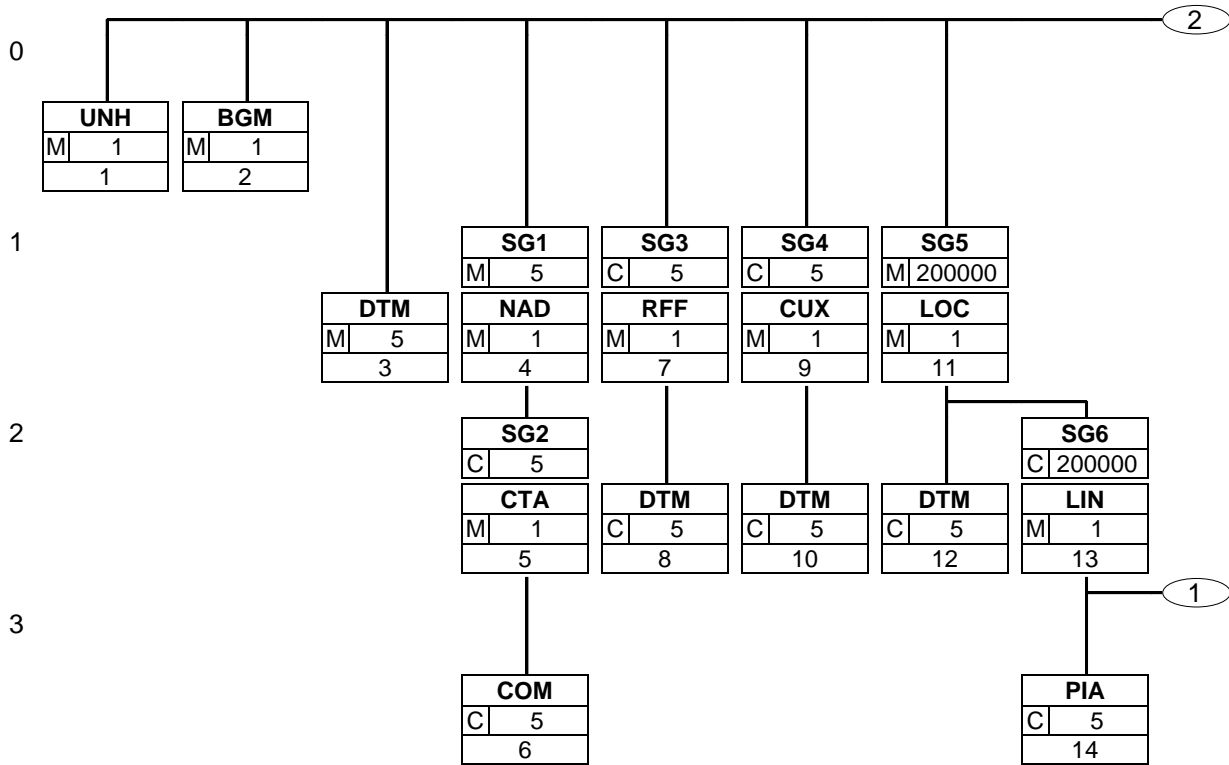 2
0
UNH BGM
M 1 M 1
1 2
1
SG1 SG3 SG4 SG5
M 5 C 5 C 5 M 200000
DTM NAD RFF CUX LOC
M 5 M 1 M 1 M 1 M 1
3 4 7 9 11
2
SG2 SG6
C 5 C 200000
CTA DTM DTM DTM LIN
M 1 C 5 C 5 C 5 M 1
5 8 10 12 13
1
3
COM PIA
C 5 C 5
6 14